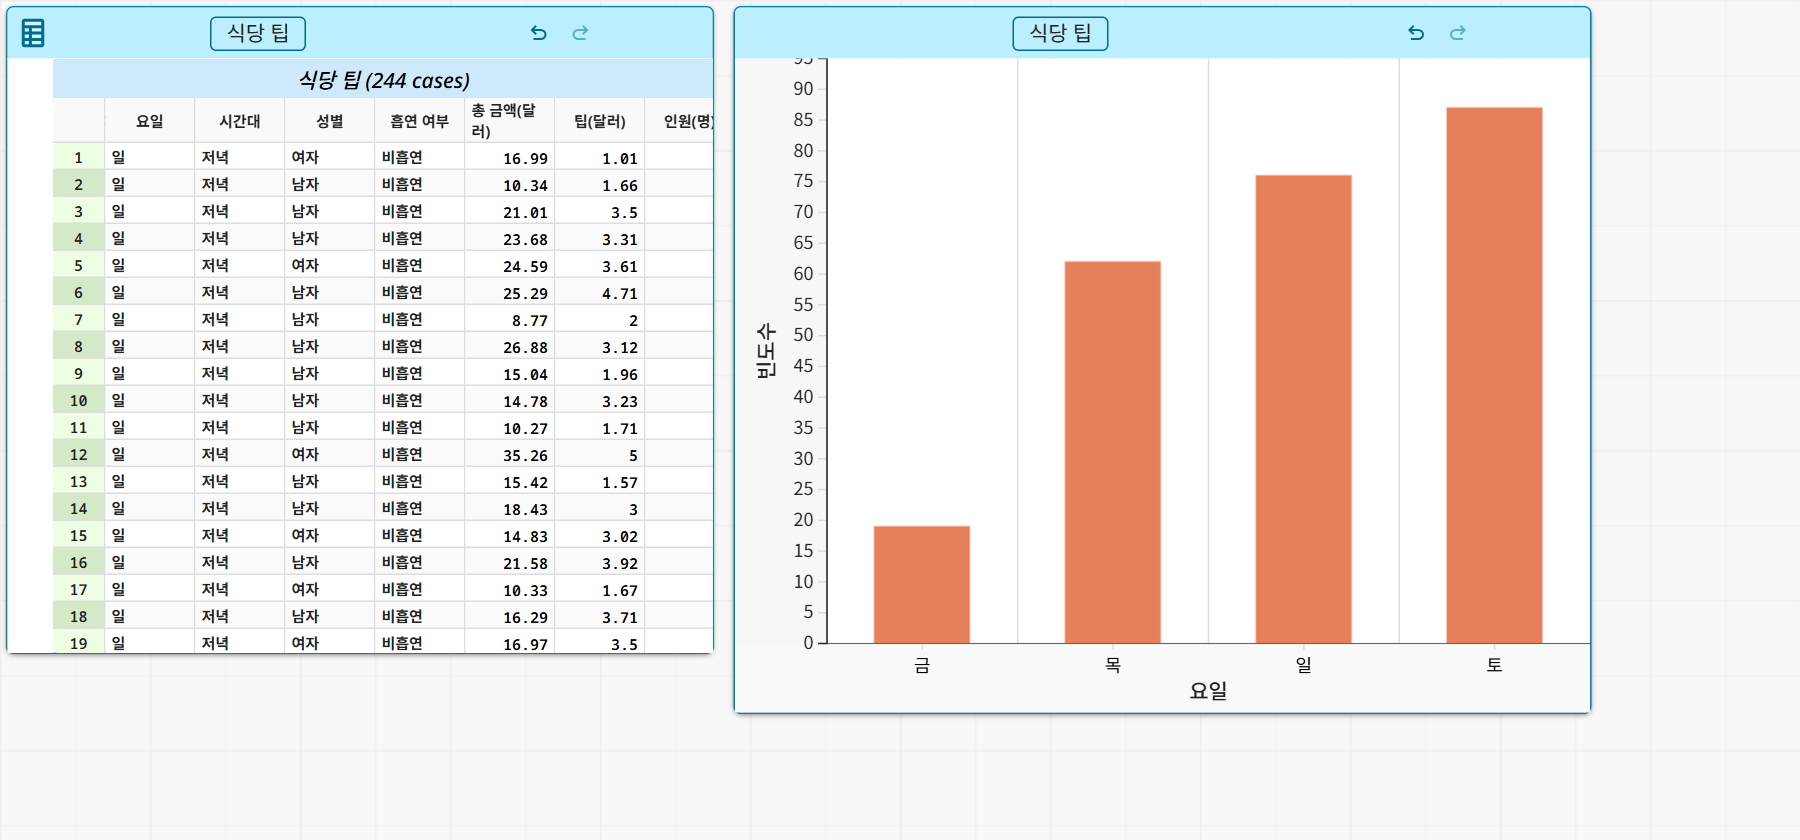 식당 팁
식당 팁 (244 cases)
요일 시간대 성별 흡연 여부 총 금액(달러) 팁(달러) 인원(명)
1 일 저녁 여자 비흡연 16.99 1.01
2 일 저녁 남자 비흡연 10.34 1.66
3 일 저녁 남자 비흡연 21.01 3.5
4 일 저녁 남자 비흡연 23.68 3.31
5 일 저녁 여자 비흡연 24.59 3.61
6 일 저녁 남자 비흡연 25.29 4.71
7 일 저녁 남자 비흡연 8.77 2
8 일 저녁 남자 비흡연 26.88 3.12
9 일 저녁 남자 비흡연 15.04 1.96
10 일 저녁 남자 비흡연 14.78 3.23
11 일 저녁 남자 비흡연 10.27 1.71
12 일 저녁 여자 비흡연 35.26 5
13 일 저녁 남자 비흡연 15.42 1.57
14 일 저녁 남자 비흡연 18.43 3
15 일 저녁 여자 비흡연 14.83 3.02
16 일 저녁 남자 비흡연 21.58 3.92
17 일 저녁 여자 비흡연 10.33 1.67
18 일 저녁 남자 비흡연 16.29 3.71
19 일 저녁 여자 비흡연 16.97 3.5
식당 팁
95
90
85
80
75
70
65
60
55
50
45
40
35
30
25
20
15
10
5
0
빈도수
금 목 일 토
요일